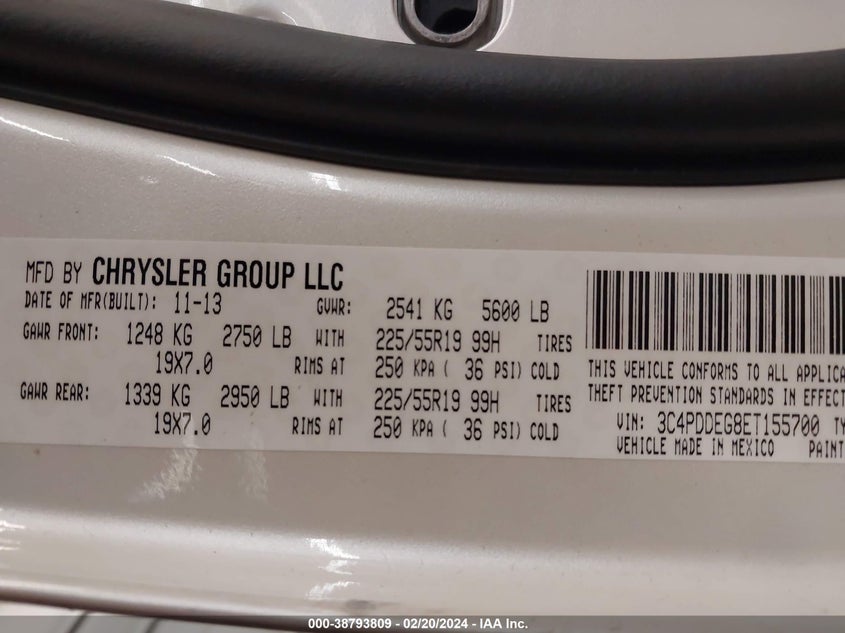 MFD BY CHRYSLER GROUP LLC
DATE OF MFR(BUILT): 11-13 GVWR: 2541 KG 5600 LB
GAWR FRONT: 1248 KG 2750 LB WITH 225/55R19 99H TIRES
19X7.0 RIMS AT 250 KPA ( 36 PSI) COLD
GAWR REAR: 1339 KG 2950 LB WITH 225/55R19 99H TIRES
19X7.0 RIMS AT 250 KPA ( 36 PSI) COLD
THIS VEHICLE CONFORMS TO ALL APPLICA
THEFT PREVENTION STANDARDS IN EFFECT
VIN: 3C4PDDEG8ET155700 TY
VEHICLE MADE IN MEXICO PAINT
000-38793809 - 02/20/2024 - IAA Inc.